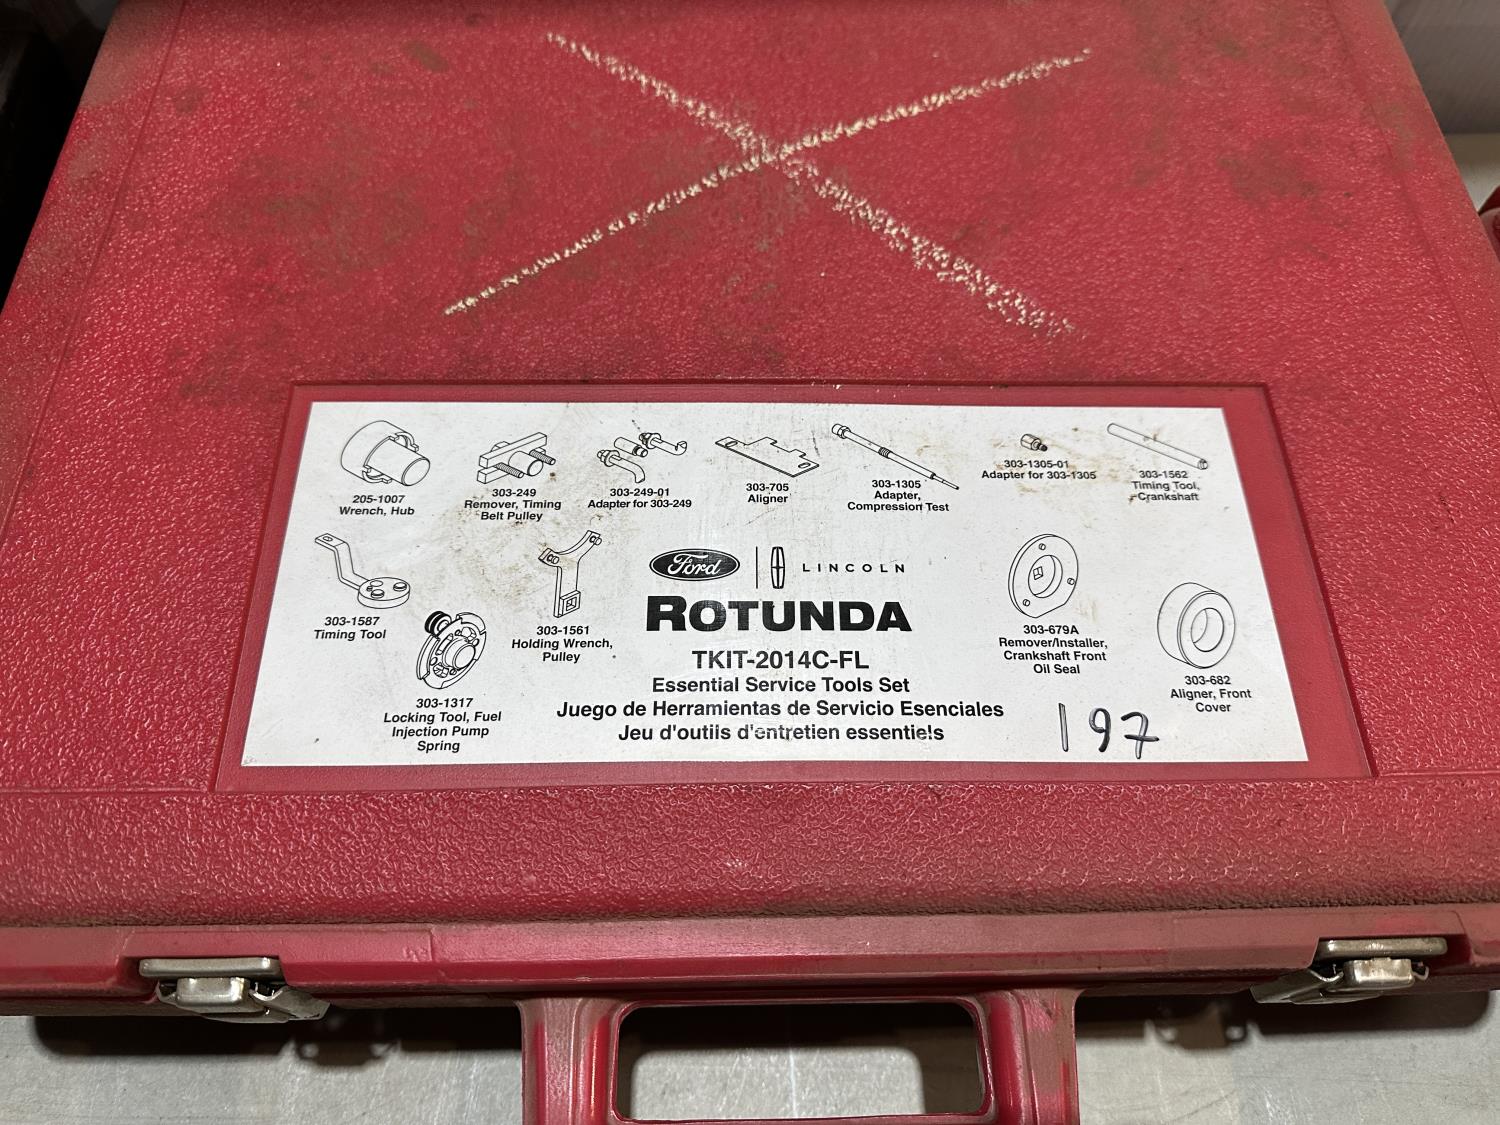 205-1007
Wrench, Hub
303-249
Remover, Timing
Belt Pulley
303-249-01
Adapter for 303-249
303-705
Aligner
303-1305
Adapter,
Compression Test
303-1305-01
Adapter for 303-1305
303-1562
Timing Tool,
Crankshaft
303-1587
Timing Tool
303-1317
Locking Tool, Fuel
Injection Pump
Spring
303-1561
Holding Wrench,
Pulley
Ford
LINCOLN
ROTUNDA
TKIT-2014C-FL
Essential Service Tools Set
Juego de Herramientas de Servicio Esenciales
Jeu d'outils d'entretien essentiels
303-679A
Remover/Installer,
Crankshaft Front
Oil Seal
303-682
Aligner, Front
Cover
197